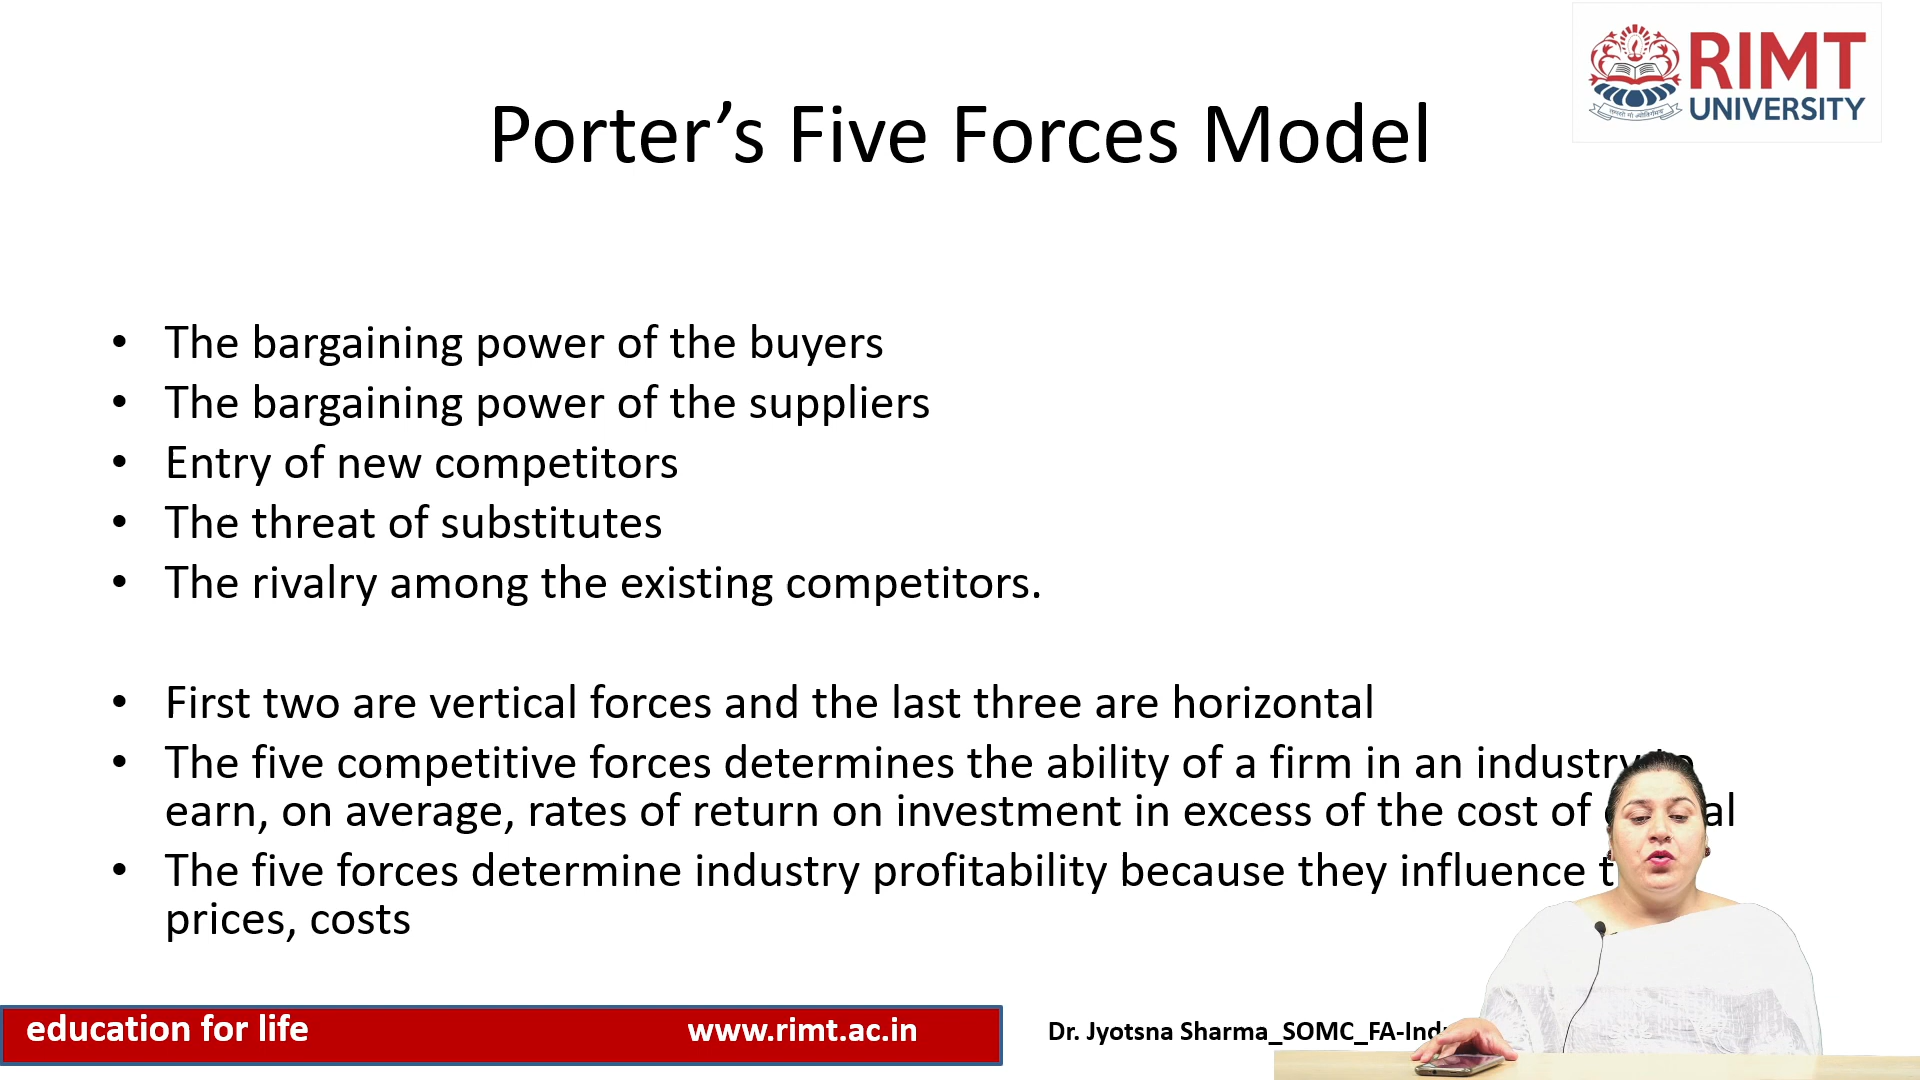 RIMT
UNIVERSITY
Porter’s Five Forces Model
• The bargaining power of the buyers
• The bargaining power of the suppliers
• Entry of new competitors
• The threat of substitutes
• The rivalry among the existing competitors.
• First two are vertical forces and the last three are horizontal
• The five competitive forces determines the ability of a firm in an industry
earn, on average, rates of return on investment in excess of the cost of
• The five forces determine industry profitability because they influence
prices, costs
education for life
www.rimt.ac.in
Dr. Jyotsna Sharma_SOMC_FA-